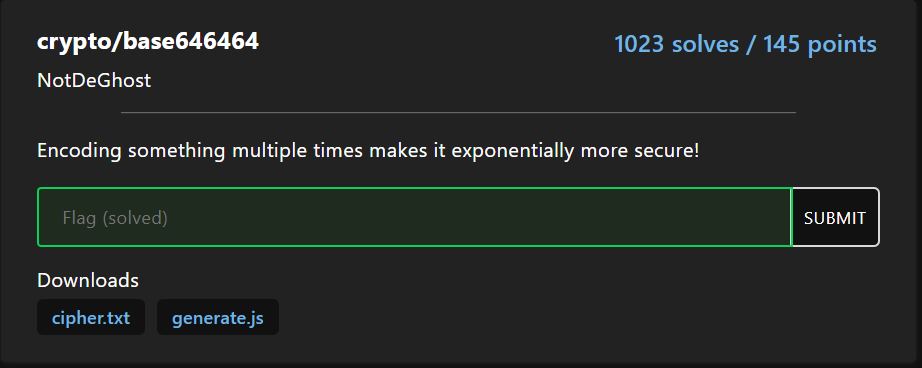 crypto/base646464
1023 solves / 145 points
NotDeGhost
Encoding something multiple times makes it exponentially more secure!
Flag (solved)
SUBMIT
Downloads
cipher.txt
generate.js